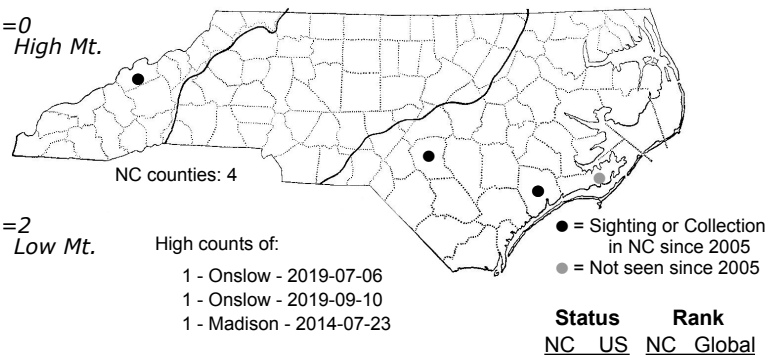 =0
High Mt.
NC counties: 4
=2
Low Mt.
High counts of:
1 - Onslow - 2019-07-06
1 - Onslow - 2019-09-10
1 - Madison - 2014-07-23
= Sighting or Collection
in NC since 2005
= Not seen since 2005
Status Rank
NC US NC Global